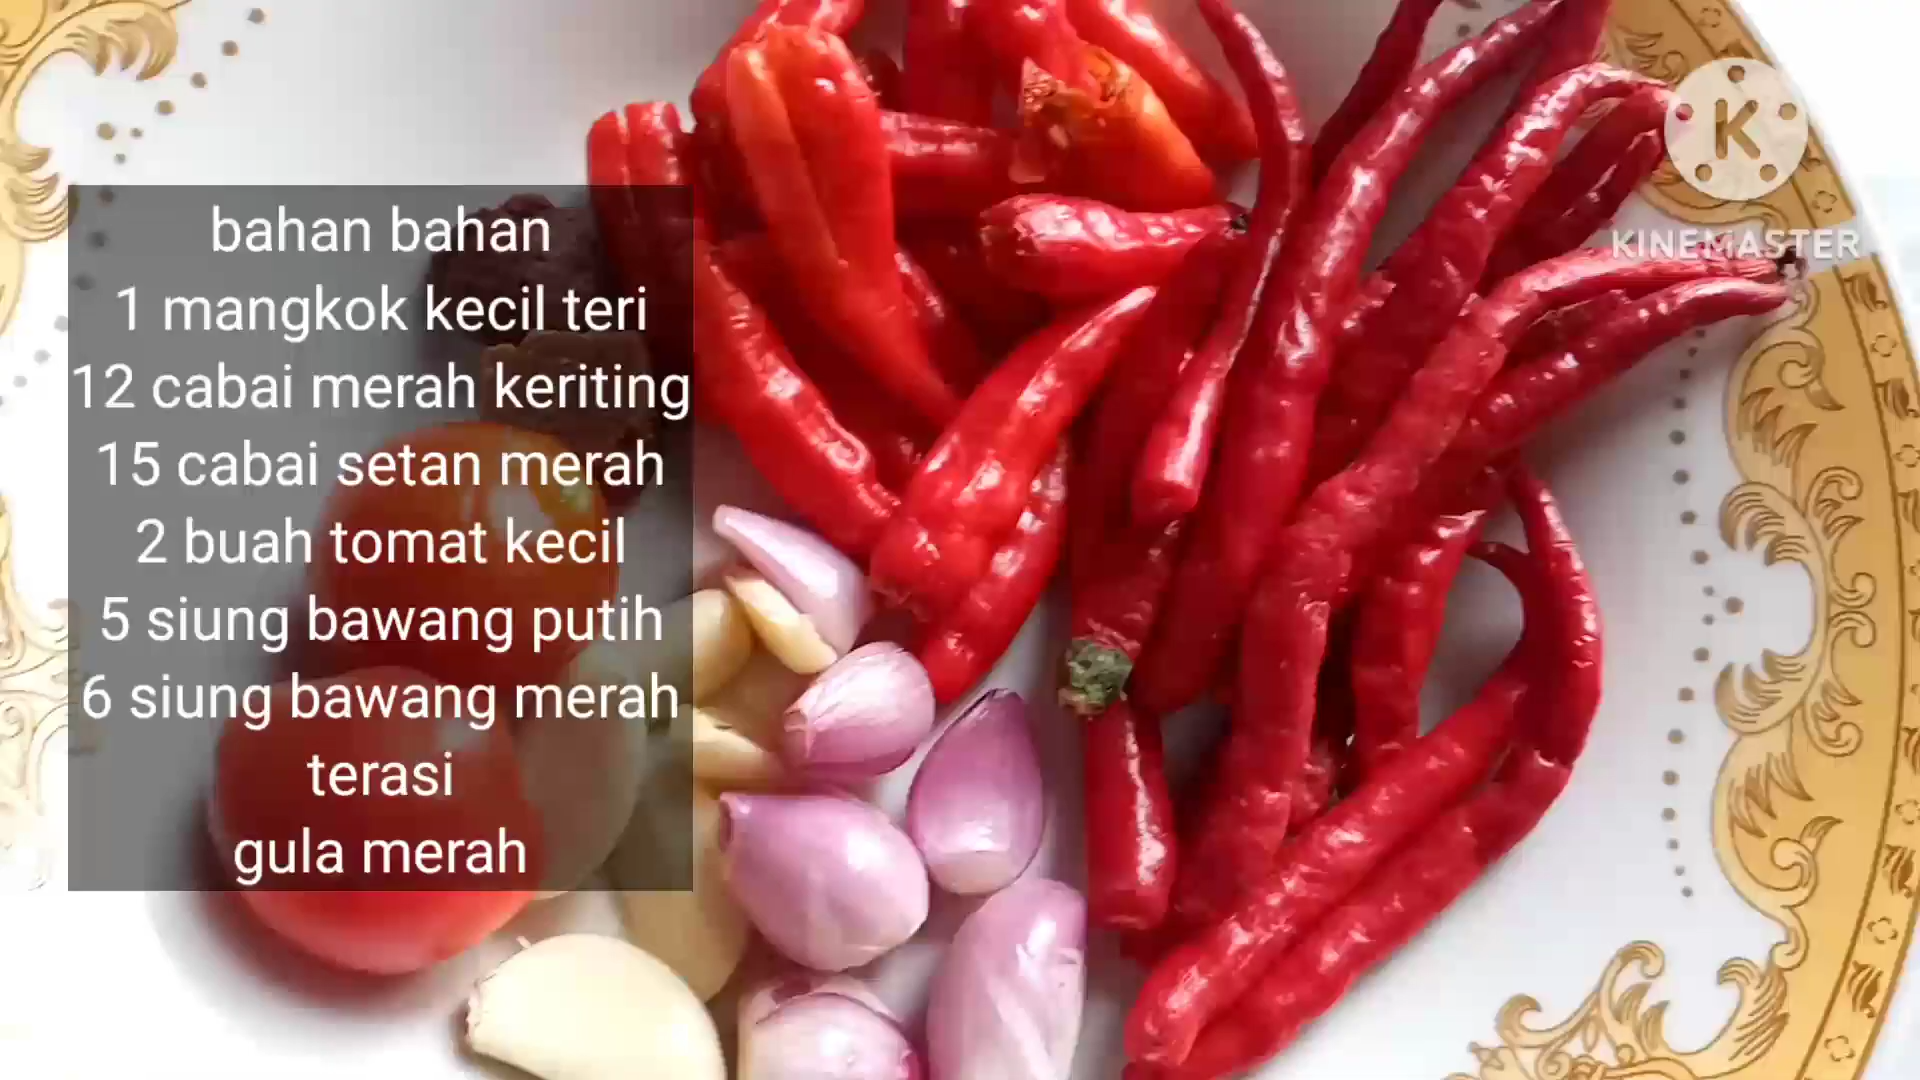 bahan bahan
1 mangkok kecil teri
12 cabai merah keriting
15 cabai setan merah
2 buah tomat kecil
5 siung bawang putih
6 siung bawang merah
terasi
gula merah
K
KINEMASTER